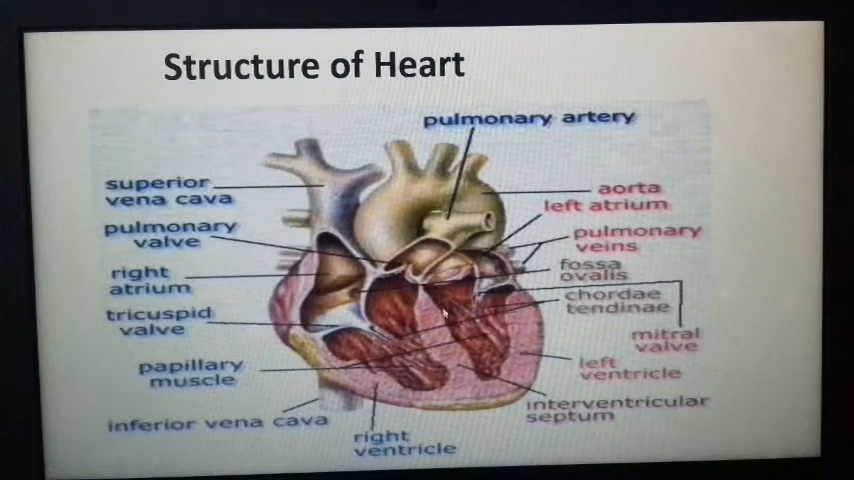 Structure of Heart
pulmonary artery
superior
vena cava
aorta
left atrium
pulmonary
valve
pulmonary
veins
right
atrium
fossa
ovalis
chordae
tendinae
tricuspid
valve
mitral
valve
papillary
muscle
left
ventricle
inferior vena cava
interventricular
septum
right
ventricle